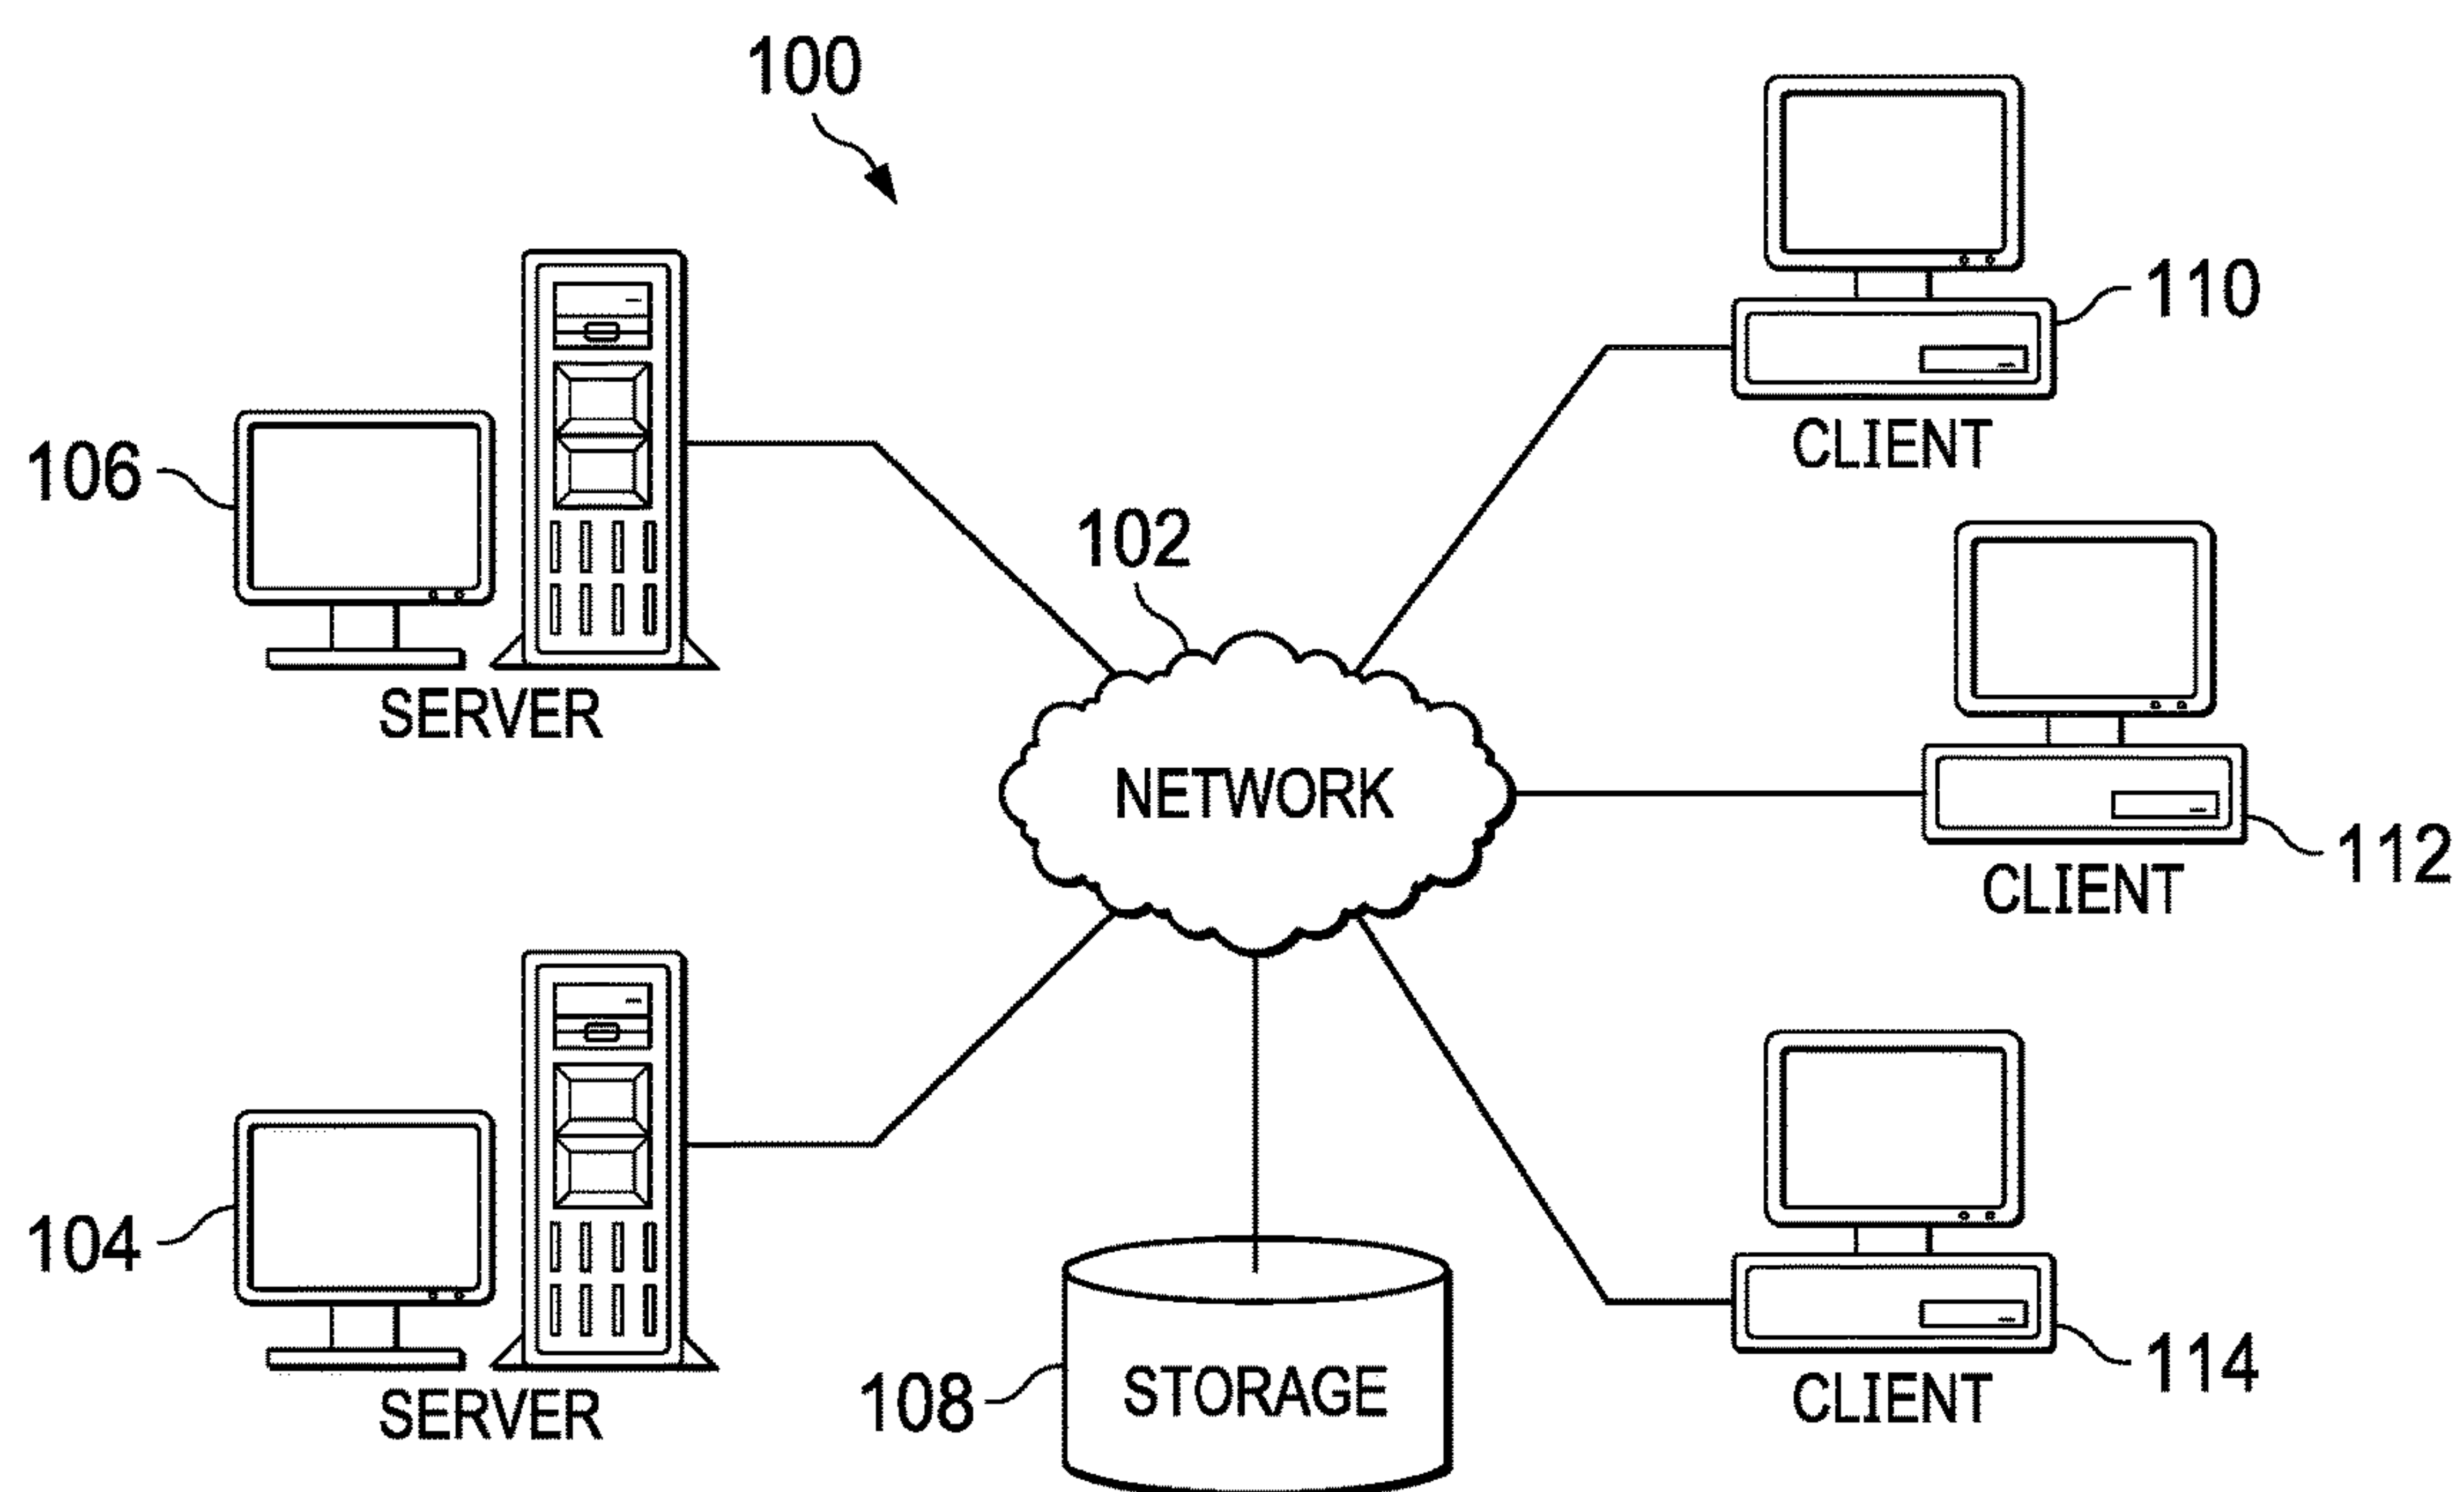 100
110
CLIENT
106
SERVER
102
NETWORK
112
CLIENT
104
SERVER
108
STORAGE
114
CLIENT